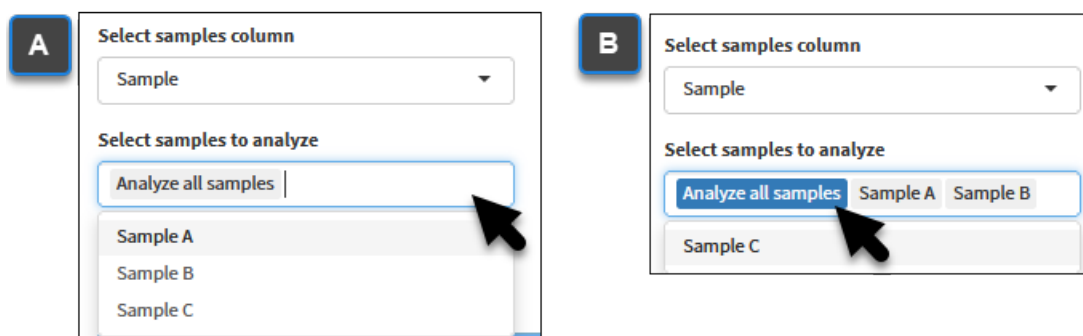 A
Select samples column
Sample
Select samples to analyze
Analyze all samples
Sample A
Sample B
Sample C
B
Select samples column
Sample
Select samples to analyze
Analyze all samples Sample A Sample B
Sample C